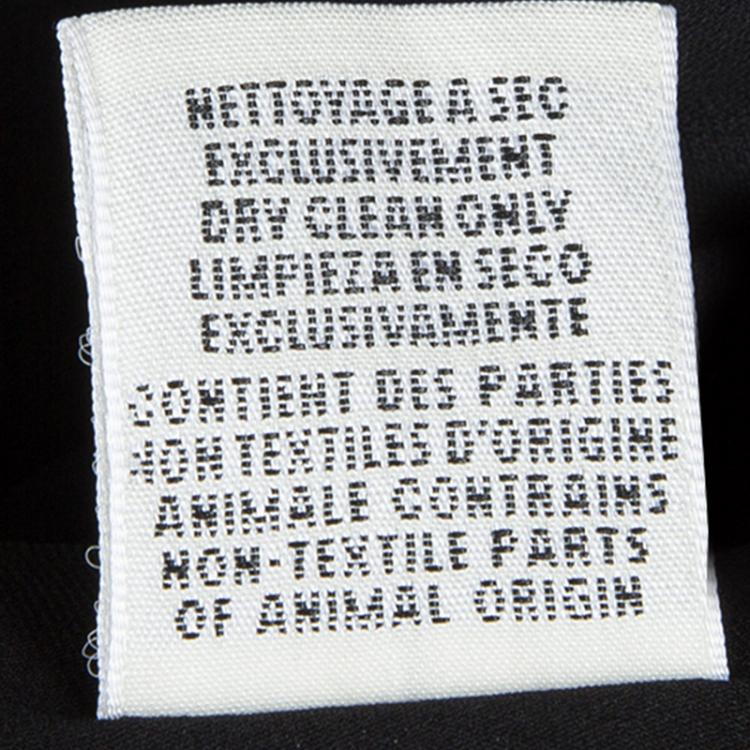 NETTOYAGE A SEC
EXCLUSIVEMENT
DRY CLEAN ONLY
LIMPIEZA EN SECO
EXCLUSIVAMENTE
CONTIENT DES PARTIES
NON TEXTILES D'ORIGINE
ANIMALE CONTRAINS
NON-TEXTILE PARTS
OF ANIMAL ORIGIN